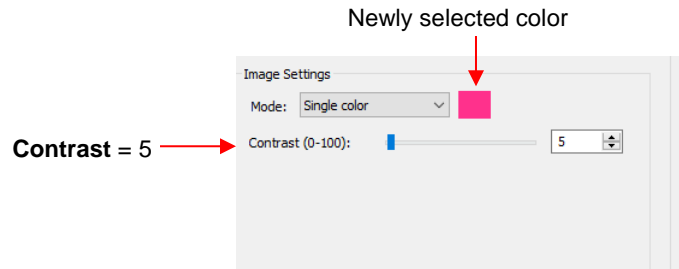 Newly selected color
Image Settings
Mode: Single color
Contrast = 5
Contrast (0-100): 5